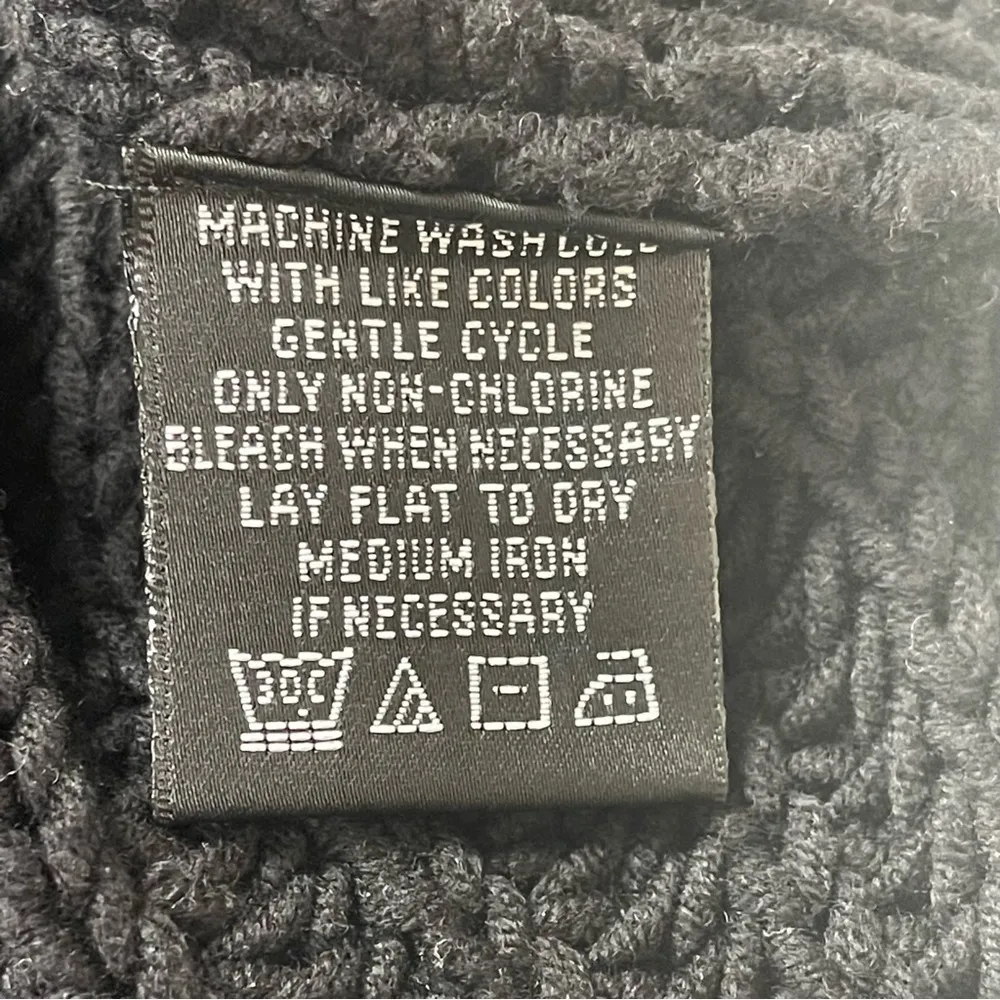 MACHINE WASH COLD
WITH LIKE COLORS
GENTLE CYCLE
ONLY NON-CHLORINE
BLEACH WHEN NECESSARY
LAY FLAT TO DRY
MEDIUM IRON
IF NECESSARY
30C